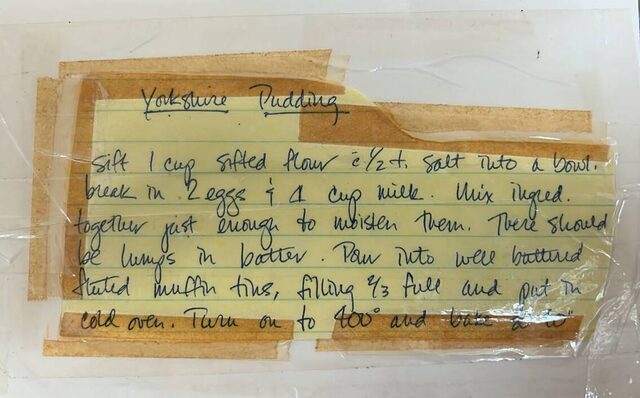 Yorkshire Pudding
sift 1 cup sifted flour c̄ 1/2 t. salt into a bowl.
break in 2 eggs & 1 cup milk. Mix ingred.
together just enough to moisten them. There should
be lumps in batter. Pour into well buttered
fluted muffin tins, filling 2/3 full and put in
cold oven. Turn on to 400° and bake